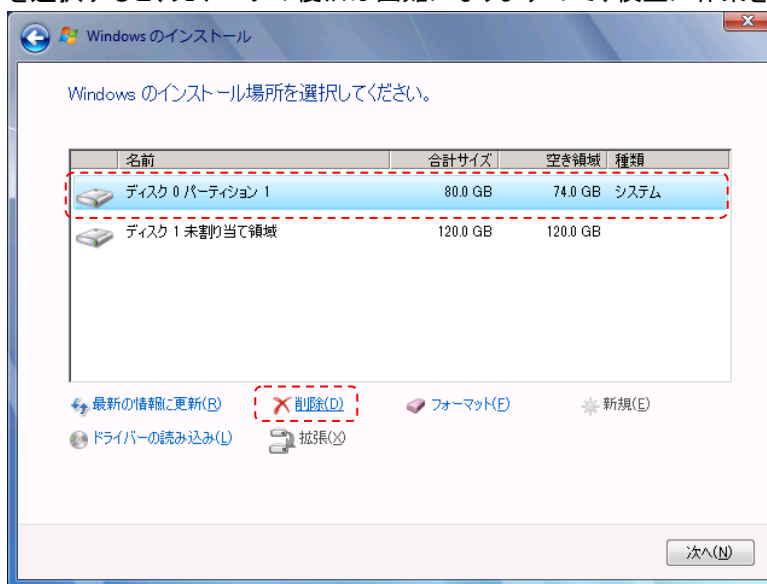 Windows のインストール
Windows のインストール場所を選択してください。
名前 合計サイズ 空き領域 種類
ディスク 0 パーティション 1 80.0 GB 74.0 GB システム
ディスク 1 未割り当て領域 120.0 GB 120.0 GB
最新の情報に更新(R) 削除(D) フォーマット(F) 新規(E)
ドライバーの読み込み(L) 拡張(X)
次へ(N)